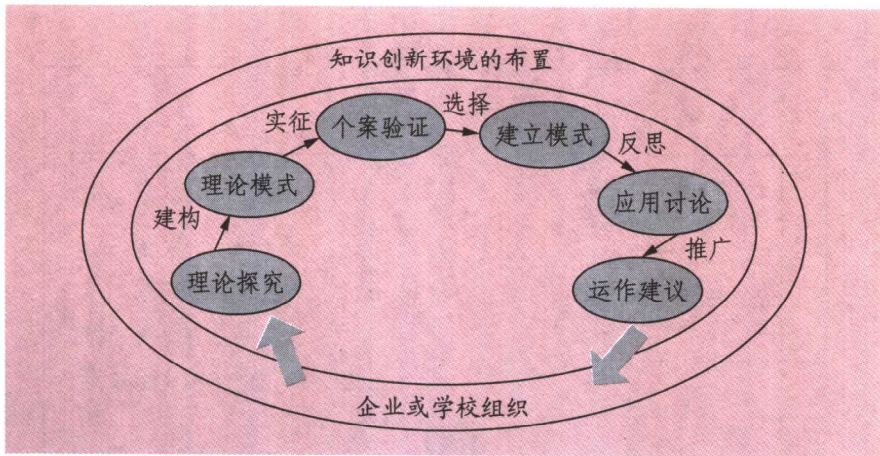 知识创新环境的布置
实征
个案验证
选择
建立模式
反思
理论模式
应用讨论
建构
推广
理论探究
运作建议
企业或学校组织